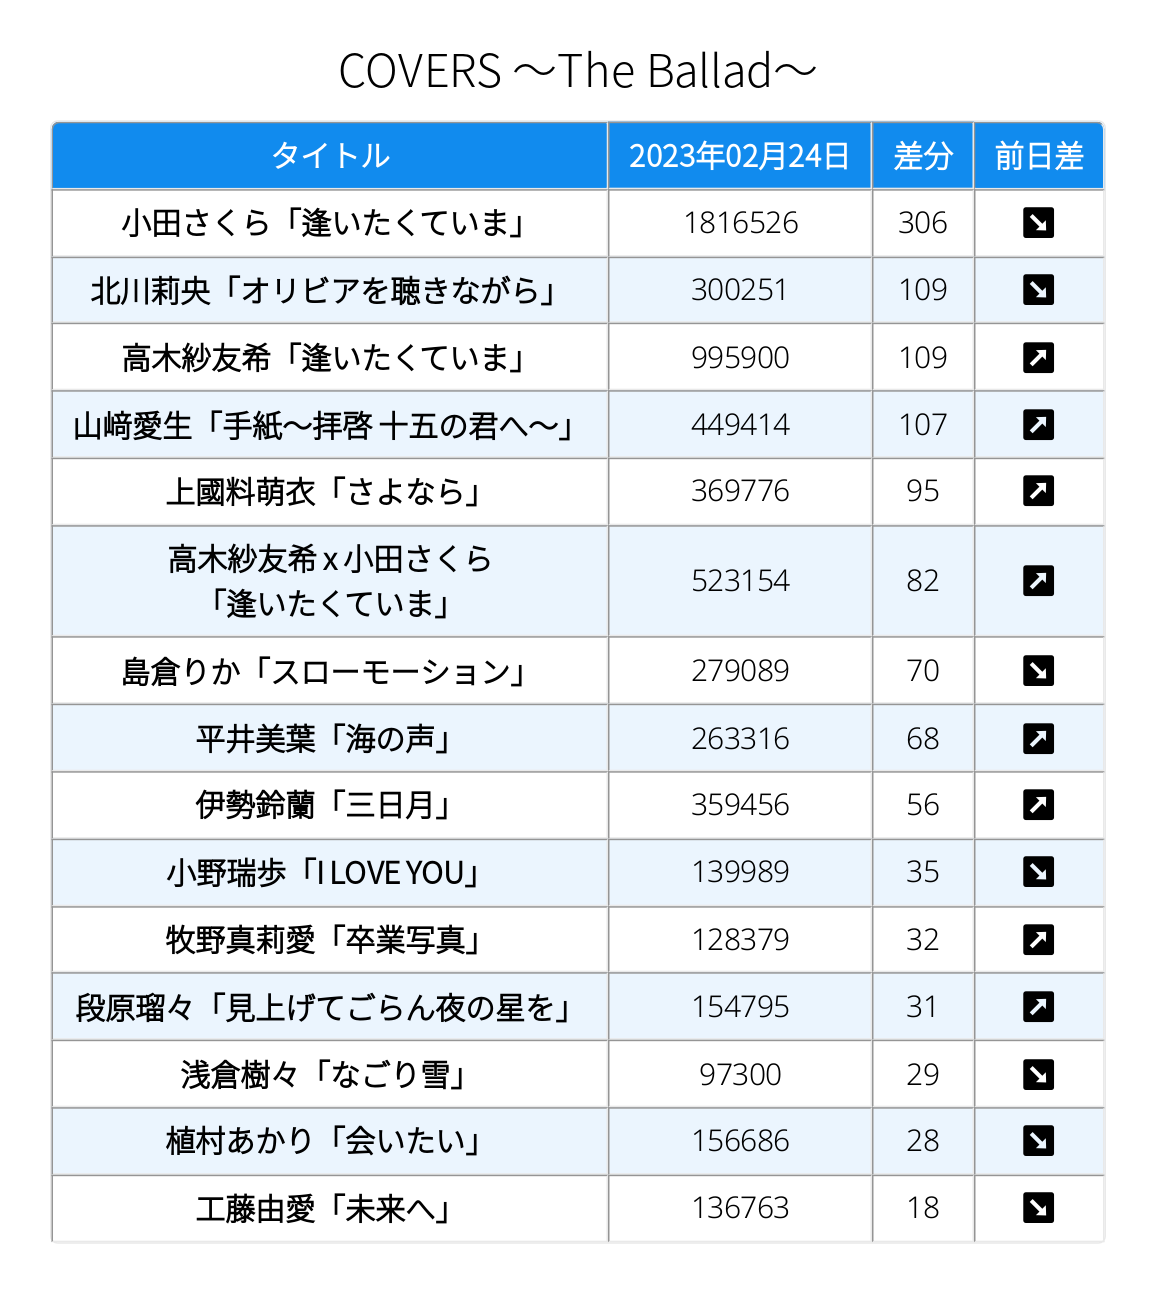 COVERS ～The Ballad～
タイトル 2023年02月24日 差分 前日差
小田さくら「逢いたくていま」 1816526 306
北川莉央「オリビアを聴きながら」 300251 109
高木紗友希「逢いたくていま」 995900 109
山﨑愛生「手紙～拝啓 十五の君へ～」 449414 107
上國料萌衣「さよなら」 369776 95
高木紗友希 x 小田さくら
「逢いたくていま」 523154 82
島倉りか「スローモーション」 279089 70
平井美葉「海の声」 263316 68
伊勢鈴蘭「三日月」 359456 56
小野瑞歩「I LOVE YOU」 139989 35
牧野真莉愛「卒業写真」 128379 32
段原瑠々「見上げてごらん夜の星を」 154795 31
浅倉樹々「なごり雪」 97300 29
植村あかり「会いたい」 156686 28
工藤由愛「未来へ」 136763 18